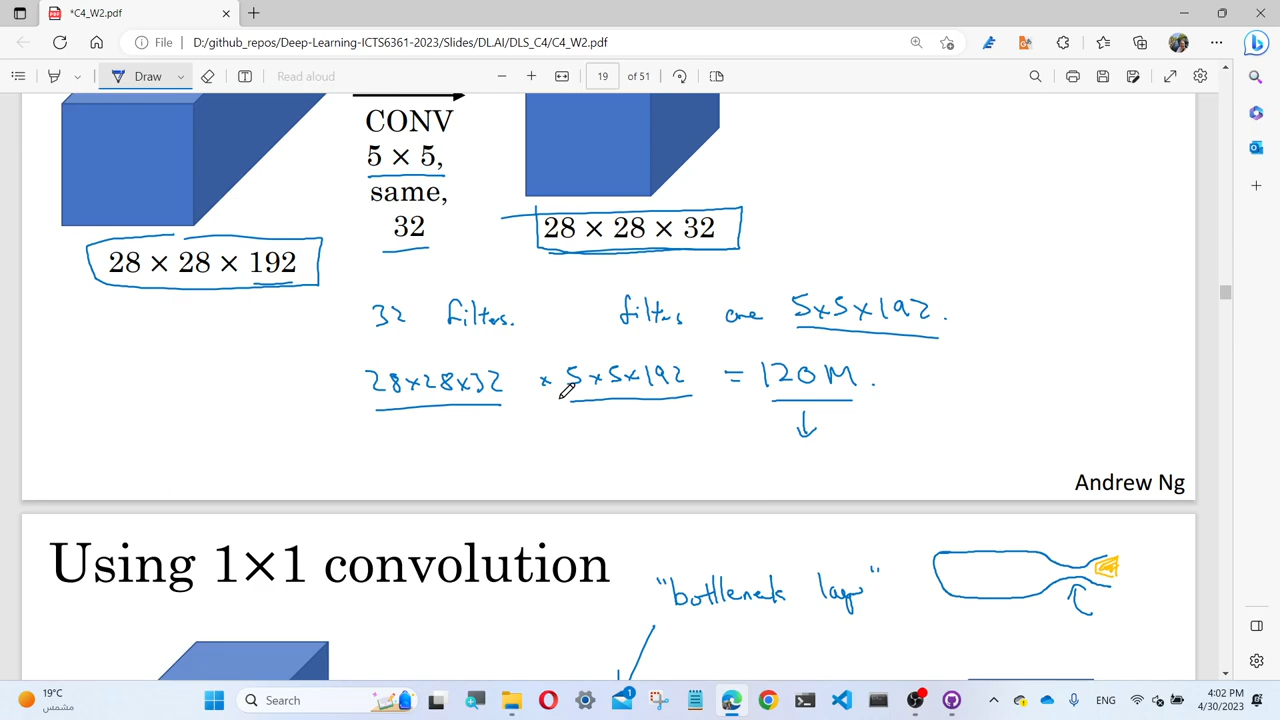 *C4_W2.pdf
File D:/github_repos/Deep-Learning-ICTS6361-2023/Slides/DL.AI/DLS_C4/C4_W2.pdf
Draw Read aloud 19 of 51
CONV
5 × 5,
same,
32
28 × 28 × 32
28 × 28 × 192
32 filters. filters are 5×5×192.
28×28×32 × 5×5×192 = 120M.
Andrew Ng
Using 1×1 convolution
"bottleneck layer"
19°C
مشمس
Search
1
ENG
4:02 PM
4/30/2023